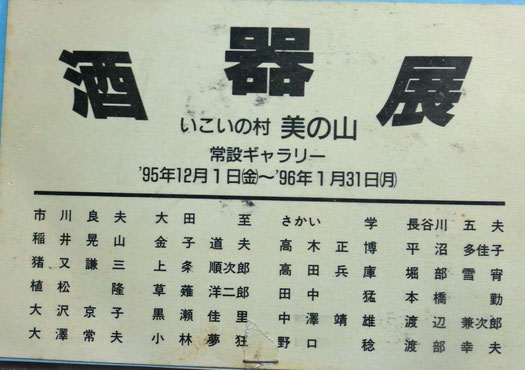 酒器展
いこいの村 美の山
常設ギャラリー
'95年12月1日㈮〜'96年1月31日㈪
市川良夫 大田至 さかい学 長谷川五夫
稲井晃山 金子道夫 高木正博 平沼多佳子
猪又謙三 上条順次郎 高田兵庫 堀部雪宵
植松隆 草薙洋二郎 田中猛 本橋勤
大沢京子 黒瀬佳里 中澤靖雄 渡辺兼次郎
大澤常夫 小林夢狂 野口稔 渡部幸夫